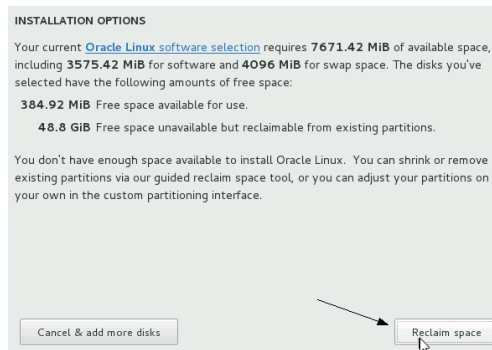 INSTALLATION OPTIONS
Your current Oracle Linux software selection requires 7671.42 MiB of available space,
including 3575.42 MiB for software and 4096 MiB for swap space. The disks you've
selected have the following amounts of free space:
384.92 MiB Free space available for use.
48.8 GiB Free space unavailable but reclaimable from existing partitions.
You don't have enough space available to install Oracle Linux. You can shrink or remove
existing partitions via our guided reclaim space tool, or you can adjust your partitions on
your own in the custom partitioning interface.
Cancel & add more disks
Reclaim space